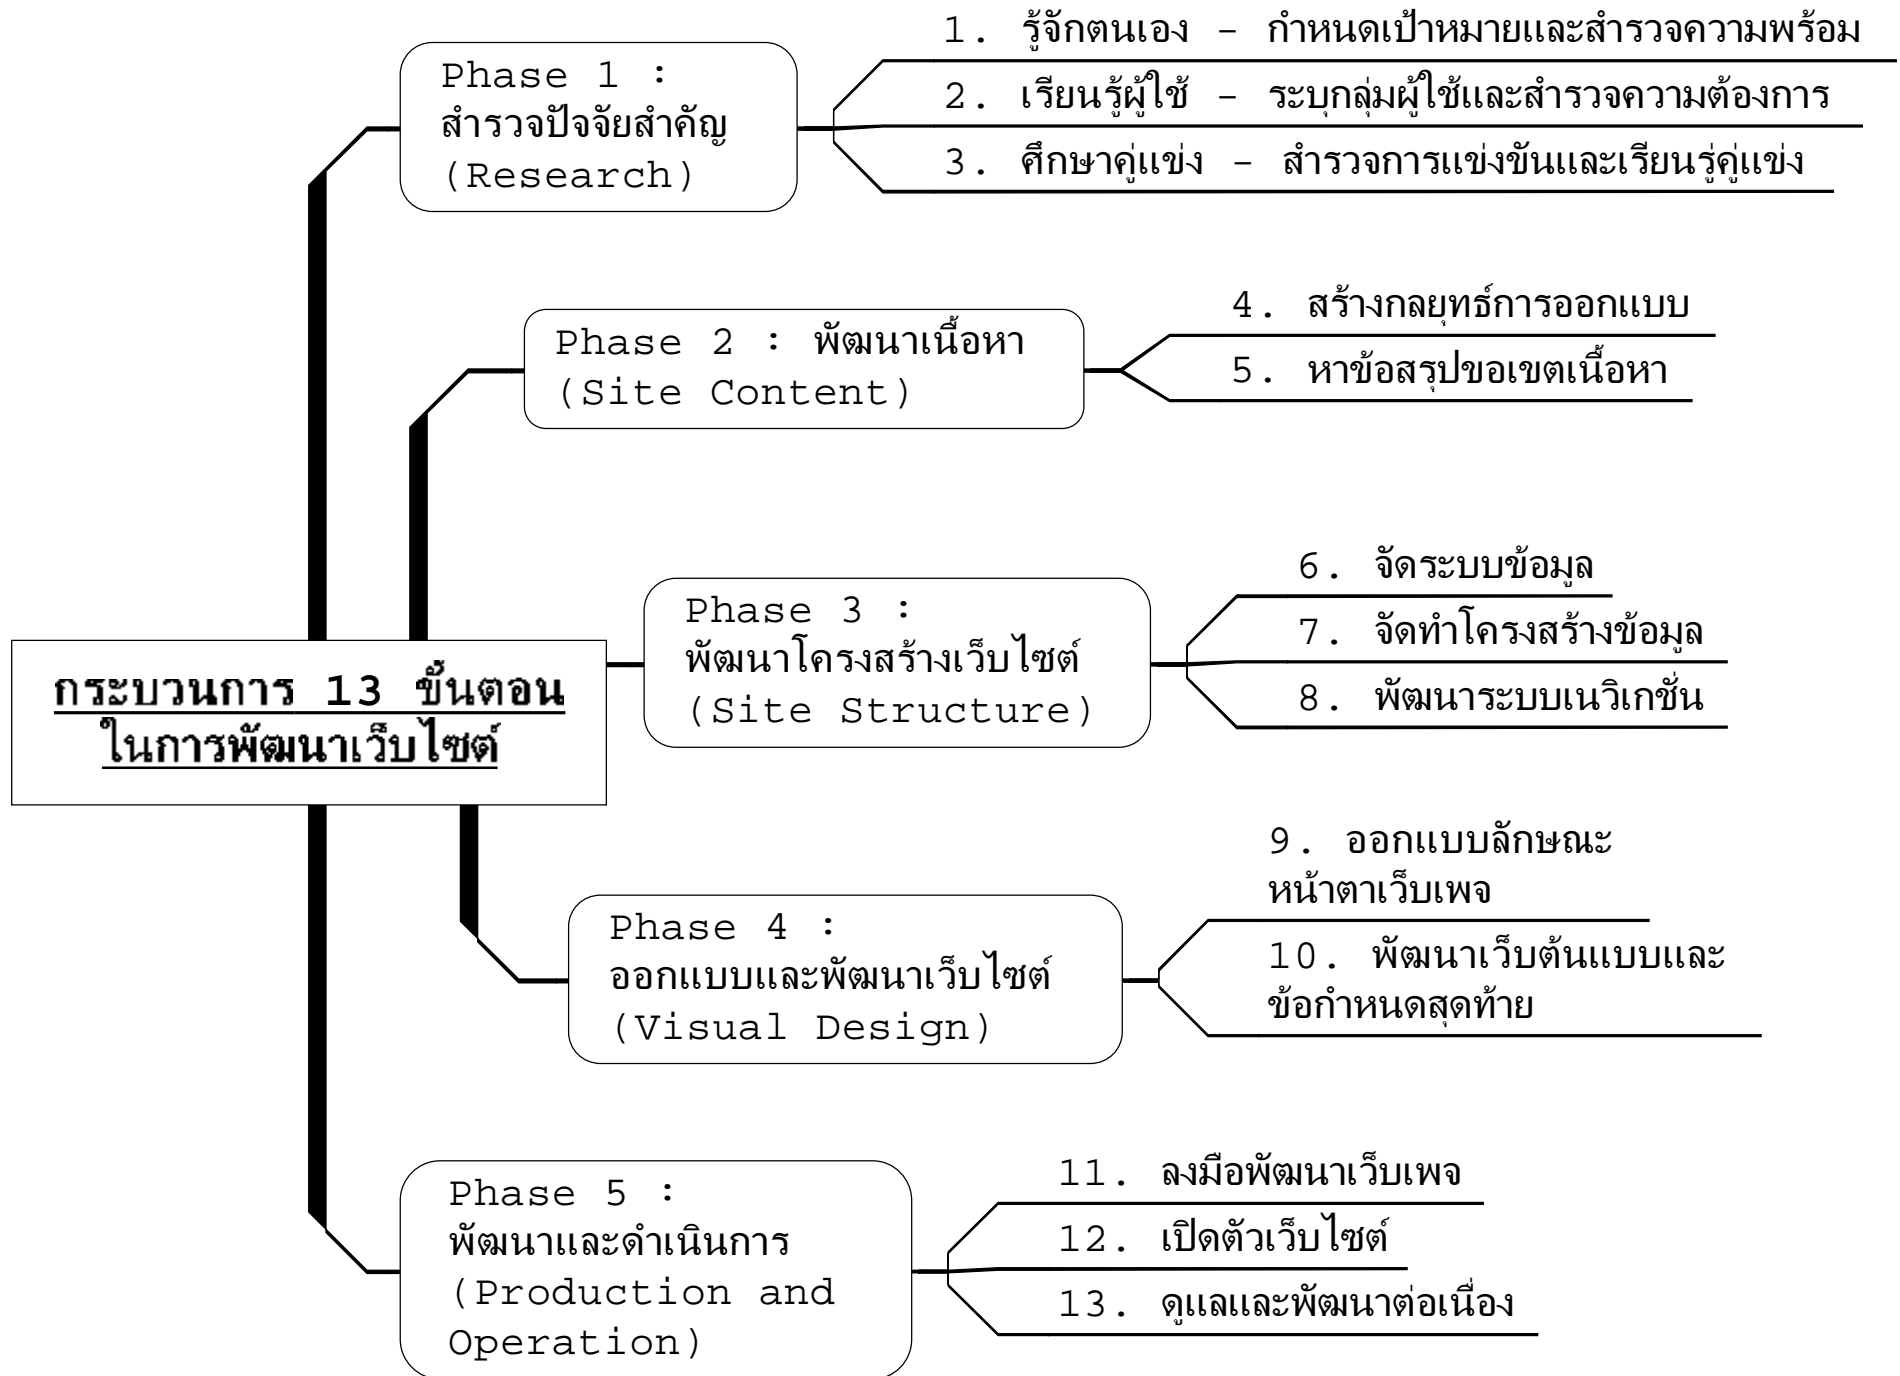 กระบวนการ 13 ขั้นตอน
ในการพัฒนาเว็บไซต์
Phase 1 :
สำรวจปัจจัยสำคัญ
(Research)
1. รู้จักตนเอง - กำหนดเป้าหมายและสำรวจความพร้อม
2. เรียนรู้ผู้ใช้ - ระบุกลุ่มผู้ใช้และสำรวจความต้องการ
3. ศึกษาคู่แข่ง - สำรวจการแข่งขันและเรียนรู่คู่แข่ง
Phase 2 : พัฒนาเนื้อหา
(Site Content)
4. สร้างกลยุทธ์การออกแบบ
5. หาข้อสรุปขอเขตเนื้อหา
Phase 3 :
พัฒนาโครงสร้างเว็บไซต์
(Site Structure)
6. จัดระบบข้อมูล
7. จัดทำโครงสร้างข้อมูล
8. พัฒนาระบบเนวิเกชั่น
Phase 4 :
ออกแบบและพัฒนาเว็บไซต์
(Visual Design)
9. ออกแบบลักษณะ
หน้าตาเว็บเพจ
10. พัฒนาเว็บต้นแบบและ
ข้อกำหนดสุดท้าย
Phase 5 :
พัฒนาและดำเนินการ
(Production and
Operation)
11. ลงมือพัฒนาเว็บเพจ
12. เปิดตัวเว็บไซต์
13. ดูแลและพัฒนาต่อเนื่อง